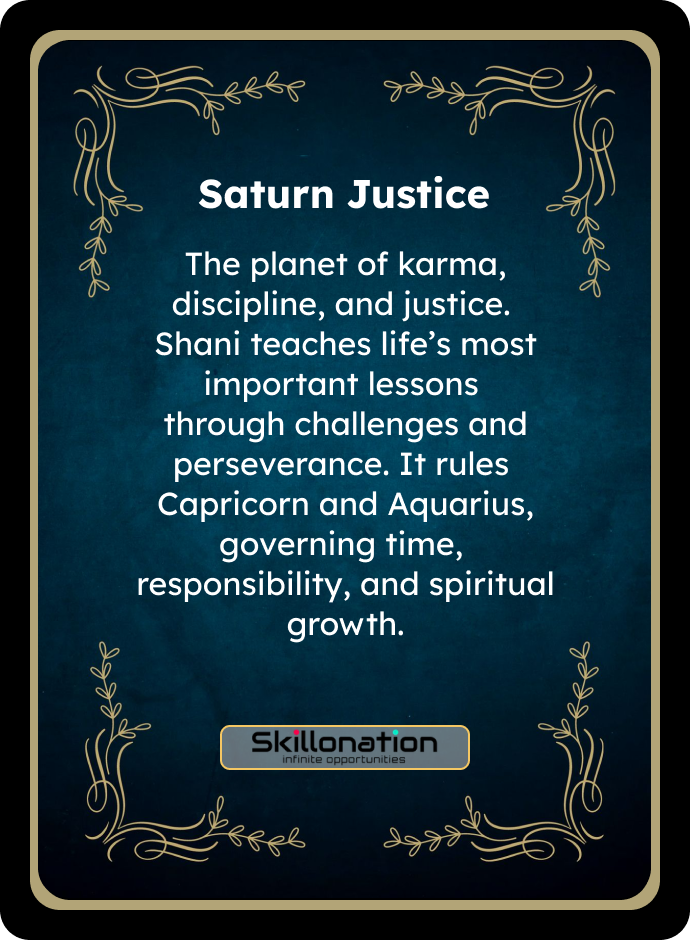 Saturn Justice
The planet of karma,
discipline, and justice.
Shani teaches life’s most
important lessons
through challenges and
perseverance. It rules
Capricorn and Aquarius,
governing time,
responsibility, and spiritual
growth.
Skillonation
infinite opportunities